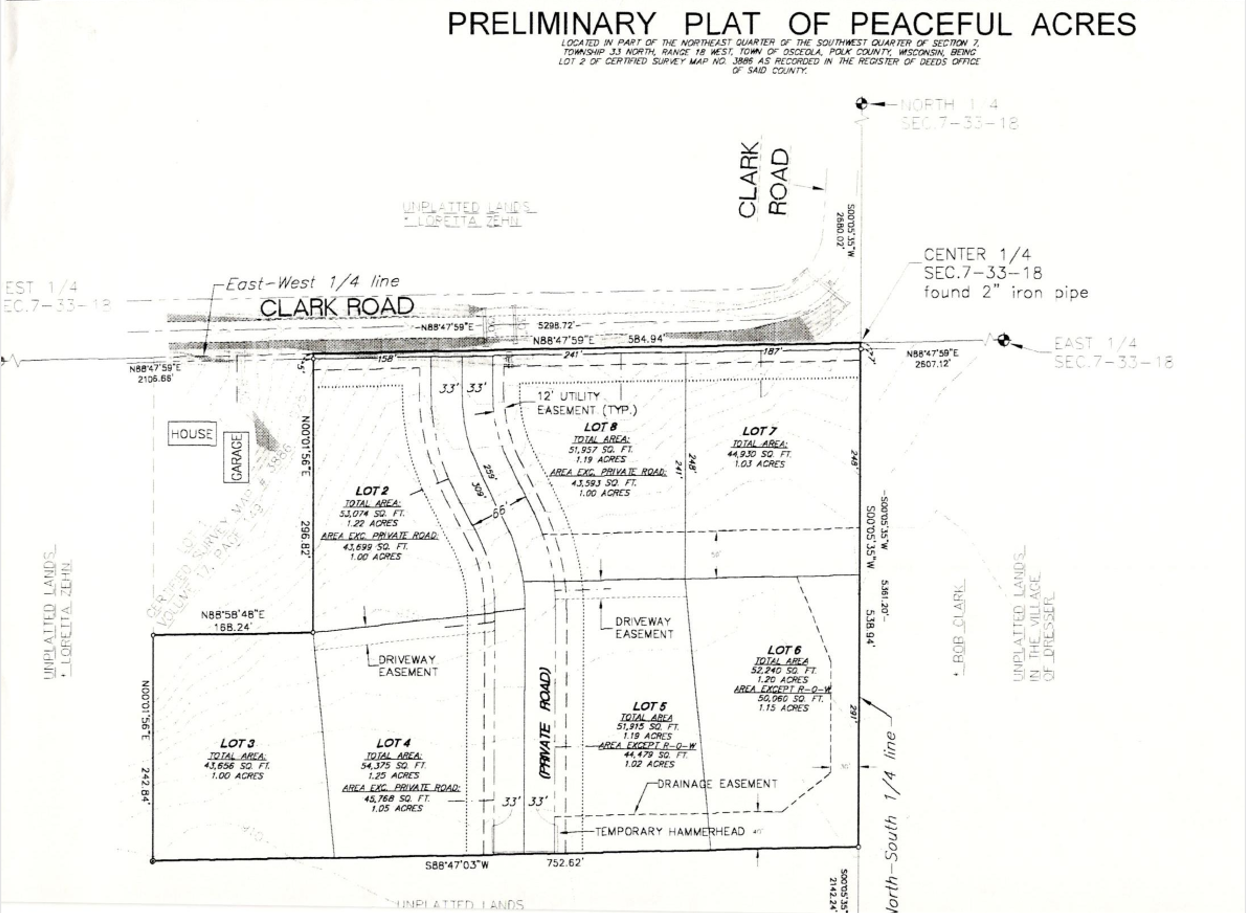 PRELIMINARY PLAT OF PEACEFUL ACRES
LOCATED IN PART OF THE NORTHEAST QUARTER OF THE SOUTHWEST QUARTER OF SECTION 7,
TOWNSHIP 33 NORTH, RANGE 18 WEST, TOWN OF OSCEOLA, POLK COUNTY, WISCONSIN, BEING
LOT 2 OF CERTIFIED SURVEY MAP NO. 3886 AS RECORDED IN THE REGISTER OF DEEDS OFFICE
OF SAID COUNTY.
NORTH 1/4
SEC.7-33-18
CLARK
ROAD
UNPLATTED LANDS
* LORETTA ZEHN
S00°05'35"W
2680.02'
CENTER 1/4
SEC.7-33-18
found 2" iron pipe
EST 1/4
EC.7-33-18
East-West 1/4 line
CLARK ROAD
N88°47'59"E
5298.72'
N88°47'59"E 584.94'
EAST 1/4
SEC.7-33-18
N88°47'59"E
2607.12'
N88°47'59"E
2106.66'
158'
241'
187'
33' 33'
12' UTILITY
EASEMENT (TYP.)
HOUSE
GARAGE
N00°01'56"E 296.82'
LOT 8
TOTAL AREA:
51,957 SQ. FT.
1.19 ACRES
AREA EXC. PRIVATE ROAD:
43,593 SQ. FT.
1.00 ACRES
LOT 7
TOTAL AREA:
44,930 SQ. FT.
1.03 ACRES
241'
248'
248'
259'
309'
66'
LOT 2
TOTAL AREA:
53,074 SQ. FT.
1.22 ACRES
AREA EXC. PRIVATE ROAD:
43,699 SQ. FT.
1.00 ACRES
S00°05'35"W 538.94'
S00°05'35"W 5361.20'
UNPLATTED LANDS
* LORETTA ZEHN
CERTIFIED SURVEY MAP # 3886
VOLUME 17, PAGE 149
N88°58'48"E
168.24'
DRIVEWAY
EASEMENT
DRIVEWAY
EASEMENT
* BOB CLARK
UNPLATTED LANDS
IN THE VILLAGE
OF DRESSER
LOT 6
TOTAL AREA
52,240 SQ. FT.
1.20 ACRES
AREA EXCEPT R-O-W
50,060 SQ. FT.
1.15 ACRES
291'
N00°01'56"E 242.84'
LOT 3
TOTAL AREA:
43,656 SQ. FT.
1.00 ACRES
LOT 4
TOTAL AREA:
54,375 SQ. FT.
1.25 ACRES
AREA EXC. PRIVATE ROAD:
45,768 SQ. FT.
1.05 ACRES
(PRIVATE ROAD)
LOT 5
TOTAL AREA
51,915 SQ. FT.
1.19 ACRES
AREA EXCEPT R-O-W
44,479 SQ. FT.
1.02 ACRES
DRAINAGE EASEMENT
33' 33'
TEMPORARY HAMMERHEAD
40'
North-South 1/4 line
S88°47'03"W 752.62'
S00°05'35"
2142.24'
UNPLATTED LANDS